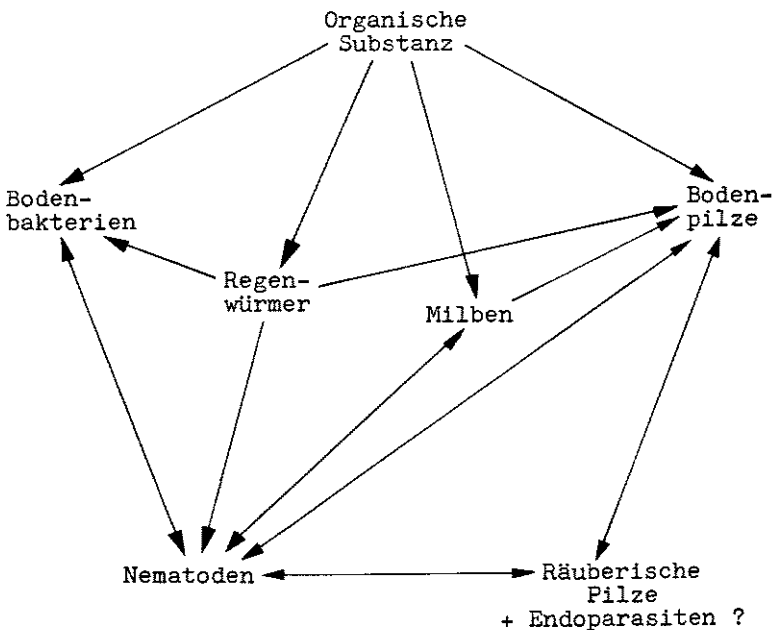 Organische
Substanz
Boden-
bakterien
Boden-
pilze
Regen-
würmer
Milben
Nematoden
Räuberische
Pilze
+ Endoparasiten ?